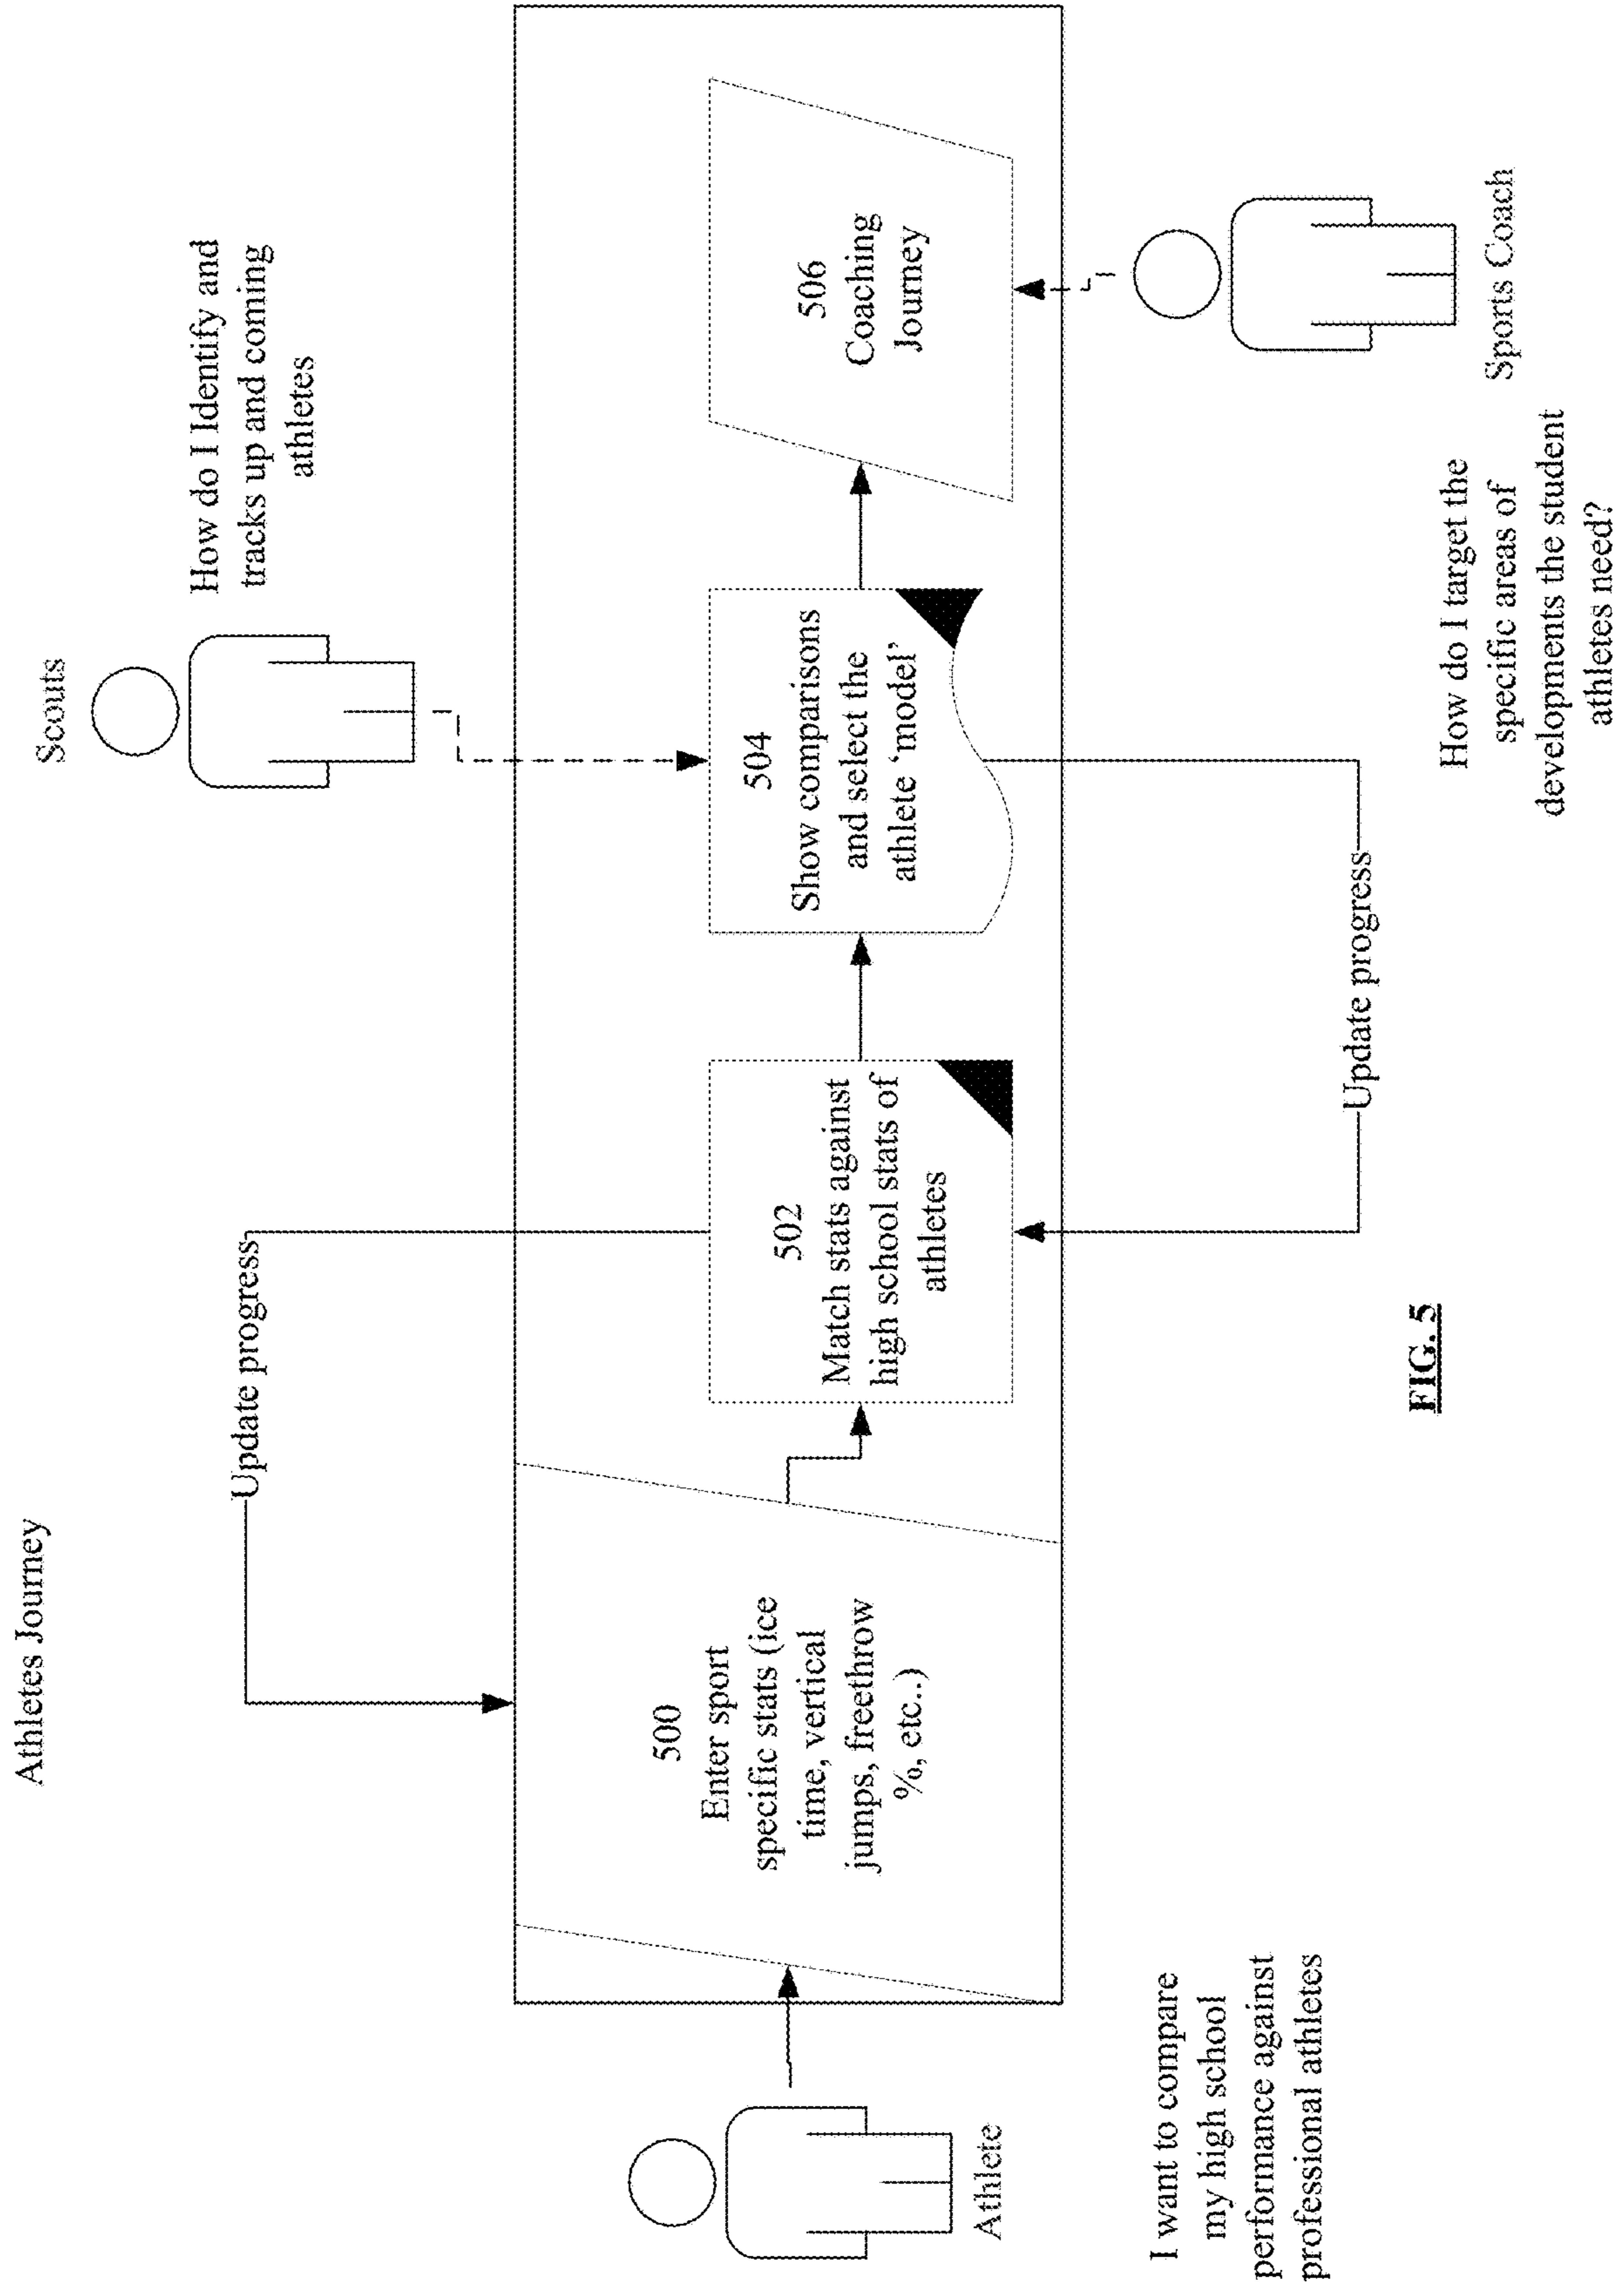 Athletes Journey
Scouts
How do I Identify and
tracks up and coming
athletes
Update progress
500
Enter sport
specific stats (ice
time, vertical
jumps, freethrow
%, etc..)
502
Match stats against
high school stats of
athletes
504
Show comparisons
and select the
athlete ‘model’
506
Coaching
Journey
Athlete
I want to compare
my high school
performance against
professional athletes
Update progress
Sports Coach
How do I target the
specific areas of
developments the student
athletes need?
FIG. 5